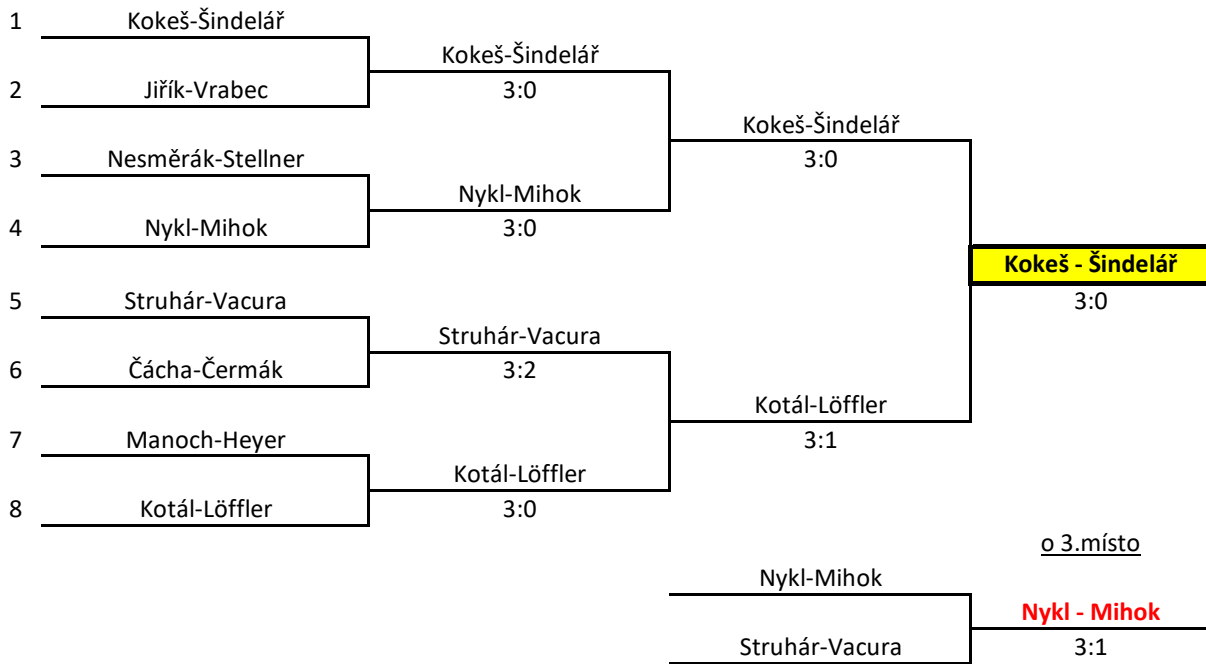 1 Kokeš-Šindelář
Kokeš-Šindelář
2 Jiřík-Vrabec 3:0
Kokeš-Šindelář
3 Nesměrák-Stellner 3:0
Nykl-Mihok
4 Nykl-Mihok 3:0
Kokeš - Šindelář
5 Struhár-Vacura 3:0
Struhár-Vacura
6 Čácha-Čermák 3:2
Kotál-Löffler
7 Manoch-Heyer 3:1
Kotál-Löffler
8 Kotál-Löffler 3:0
o 3.místo
Nykl-Mihok
Nykl - Mihok
Struhár-Vacura 3:1